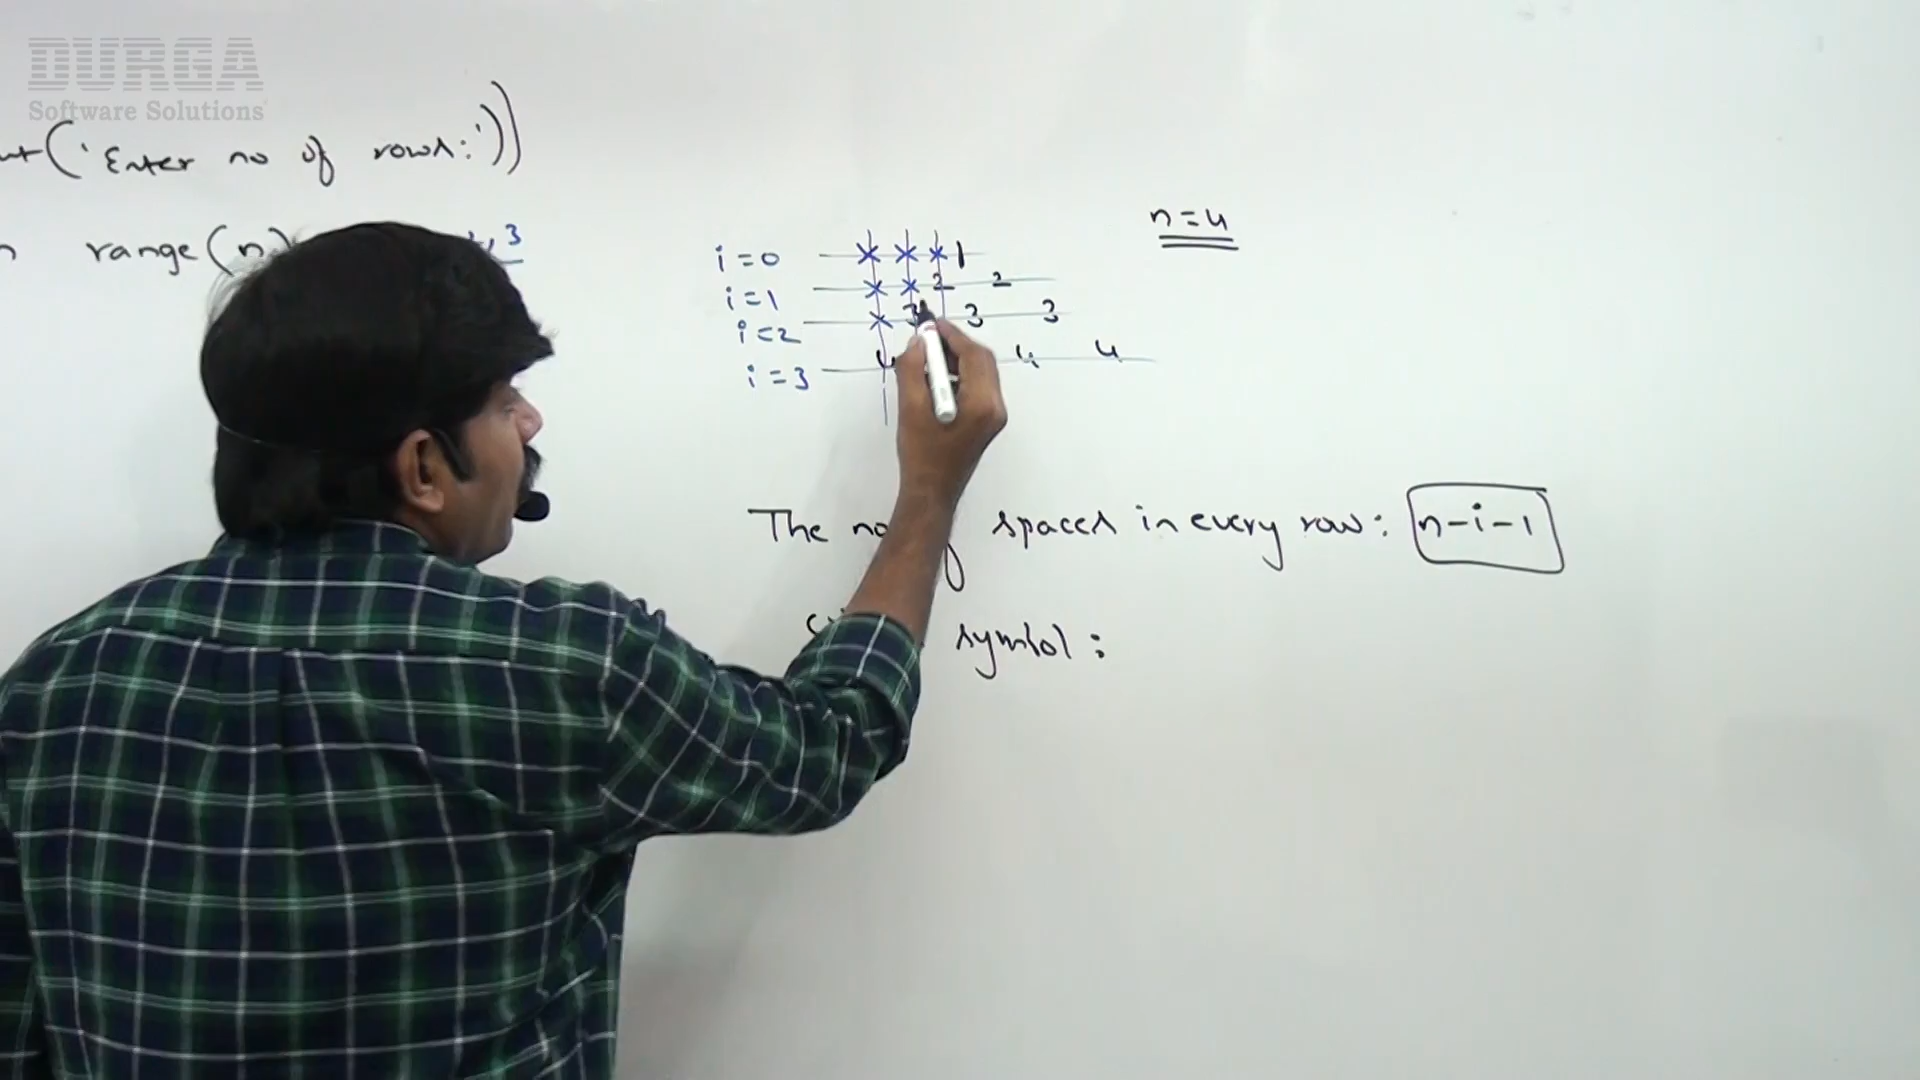 DURGA
Software Solutions
('Enter no of rows:'))
range(n) 3
n=4
i=0 × × × 1
i=1 × × 2 2
i=2 × 3 3 3
i=3 4 4 4
The no of spaces in every row: n-i-1
symbol: